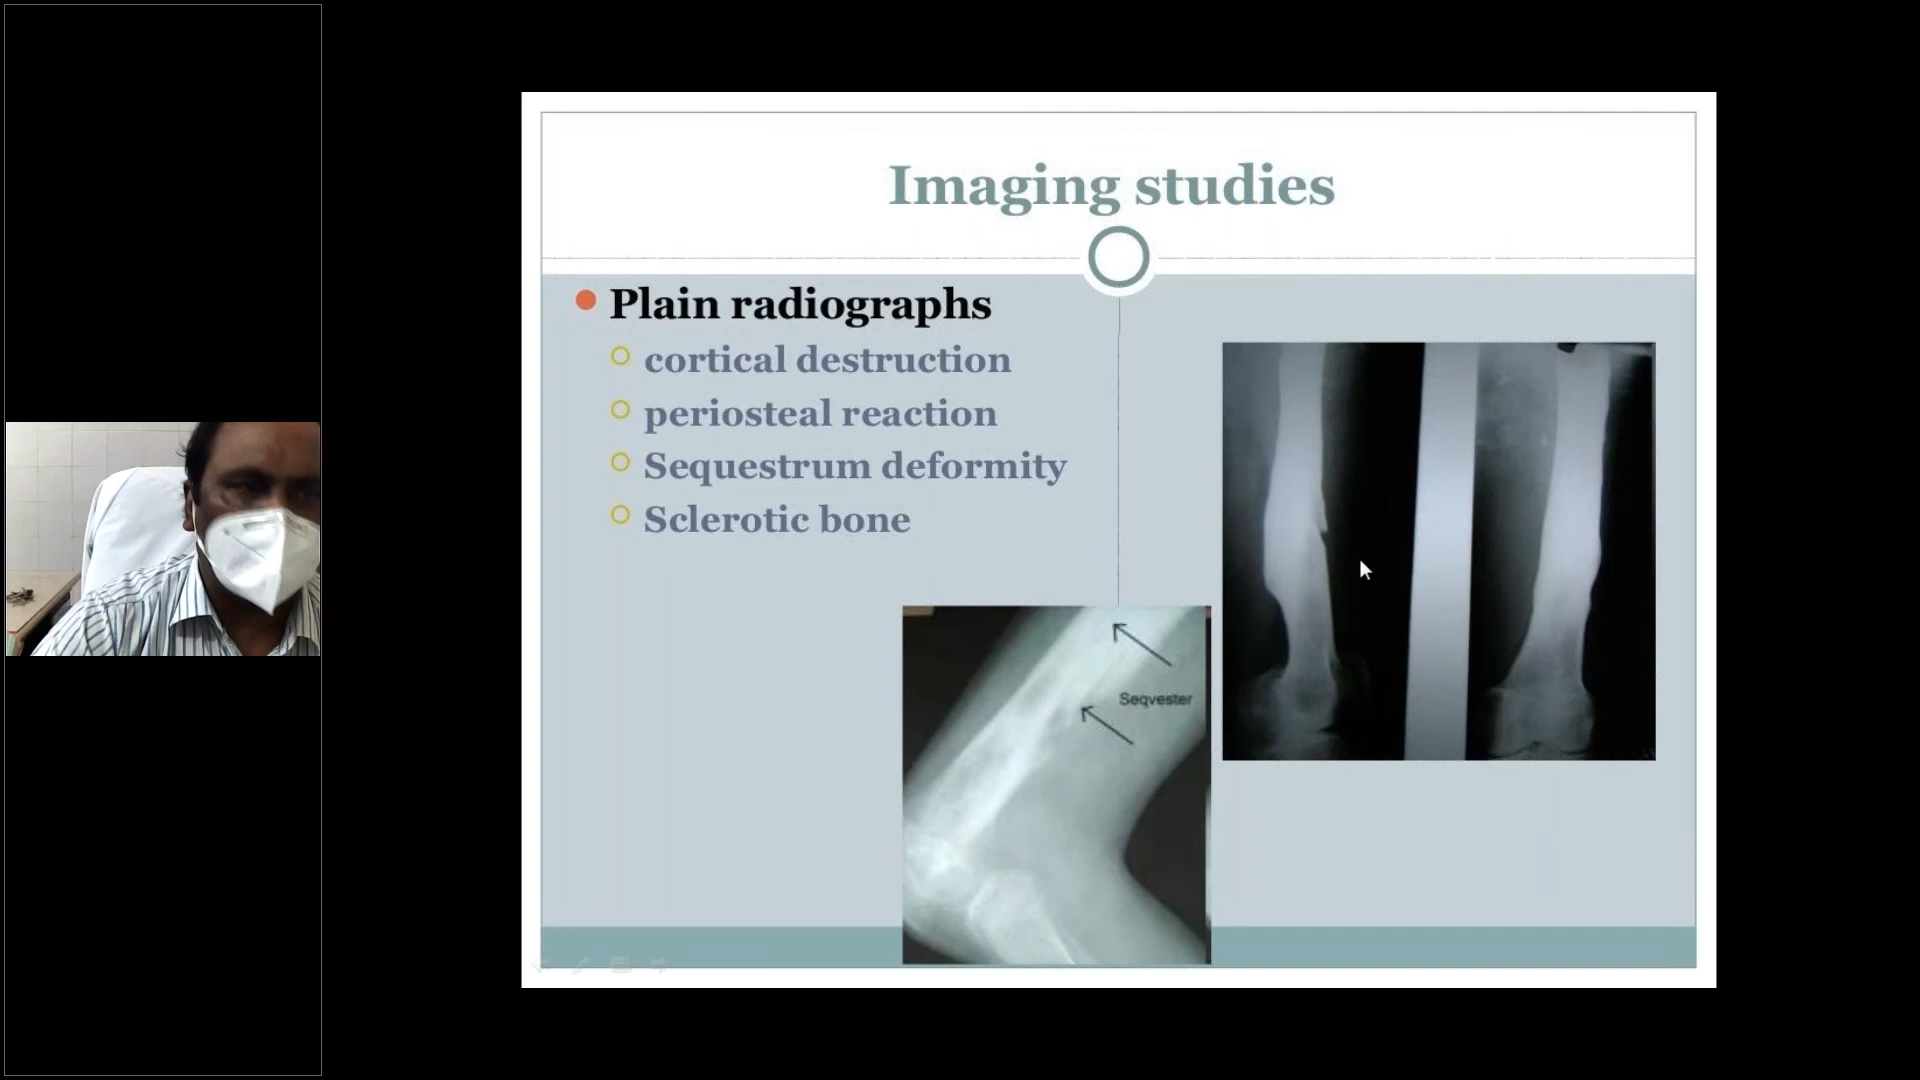 Imaging studies
Plain radiographs
cortical destruction
periosteal reaction
Sequestrum deformity
Sclerotic bone
Seqvester